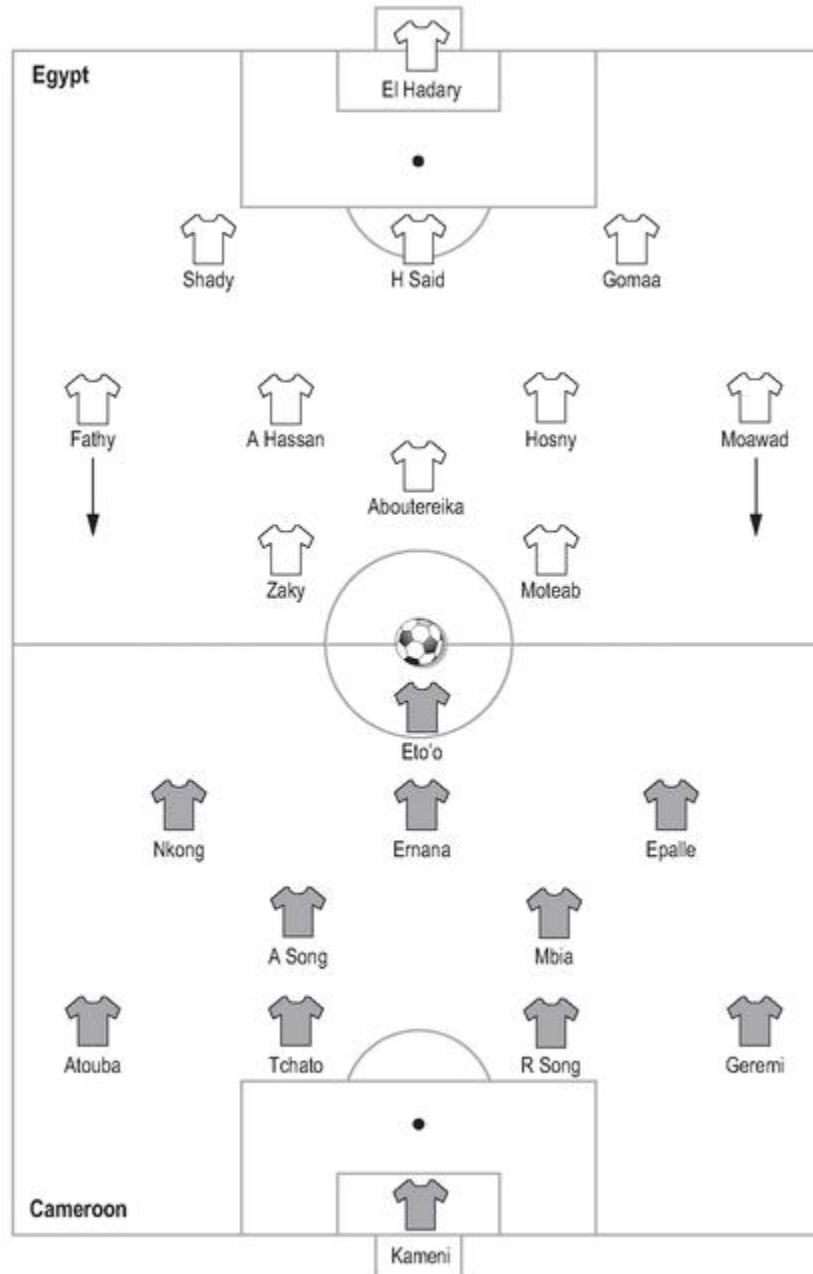 Egypt
El Hadary
Shady H Said Gomaa
Fathy A Hassan Hosny Moawad
Aboutereika
Zaky Moteab
Eto'o
Nkong Ernana Epalle
A Song Mbia
Atouba Tchato R Song Geremi
Cameroon
Kameni